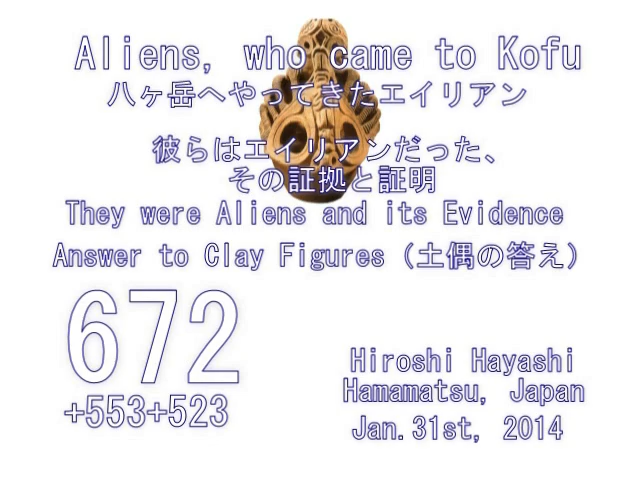 Aliens, who came to Kofu
八ヶ岳へやってきたエイリアン
彼らはエイリアンだった、
その証拠と証明
They were Aliens and its Evidence
Answer to Clay Figures (土偶の答え)
672
+553+523
Hiroshi Hayashi
Hamamatsu, Japan
Jan.31st, 2014